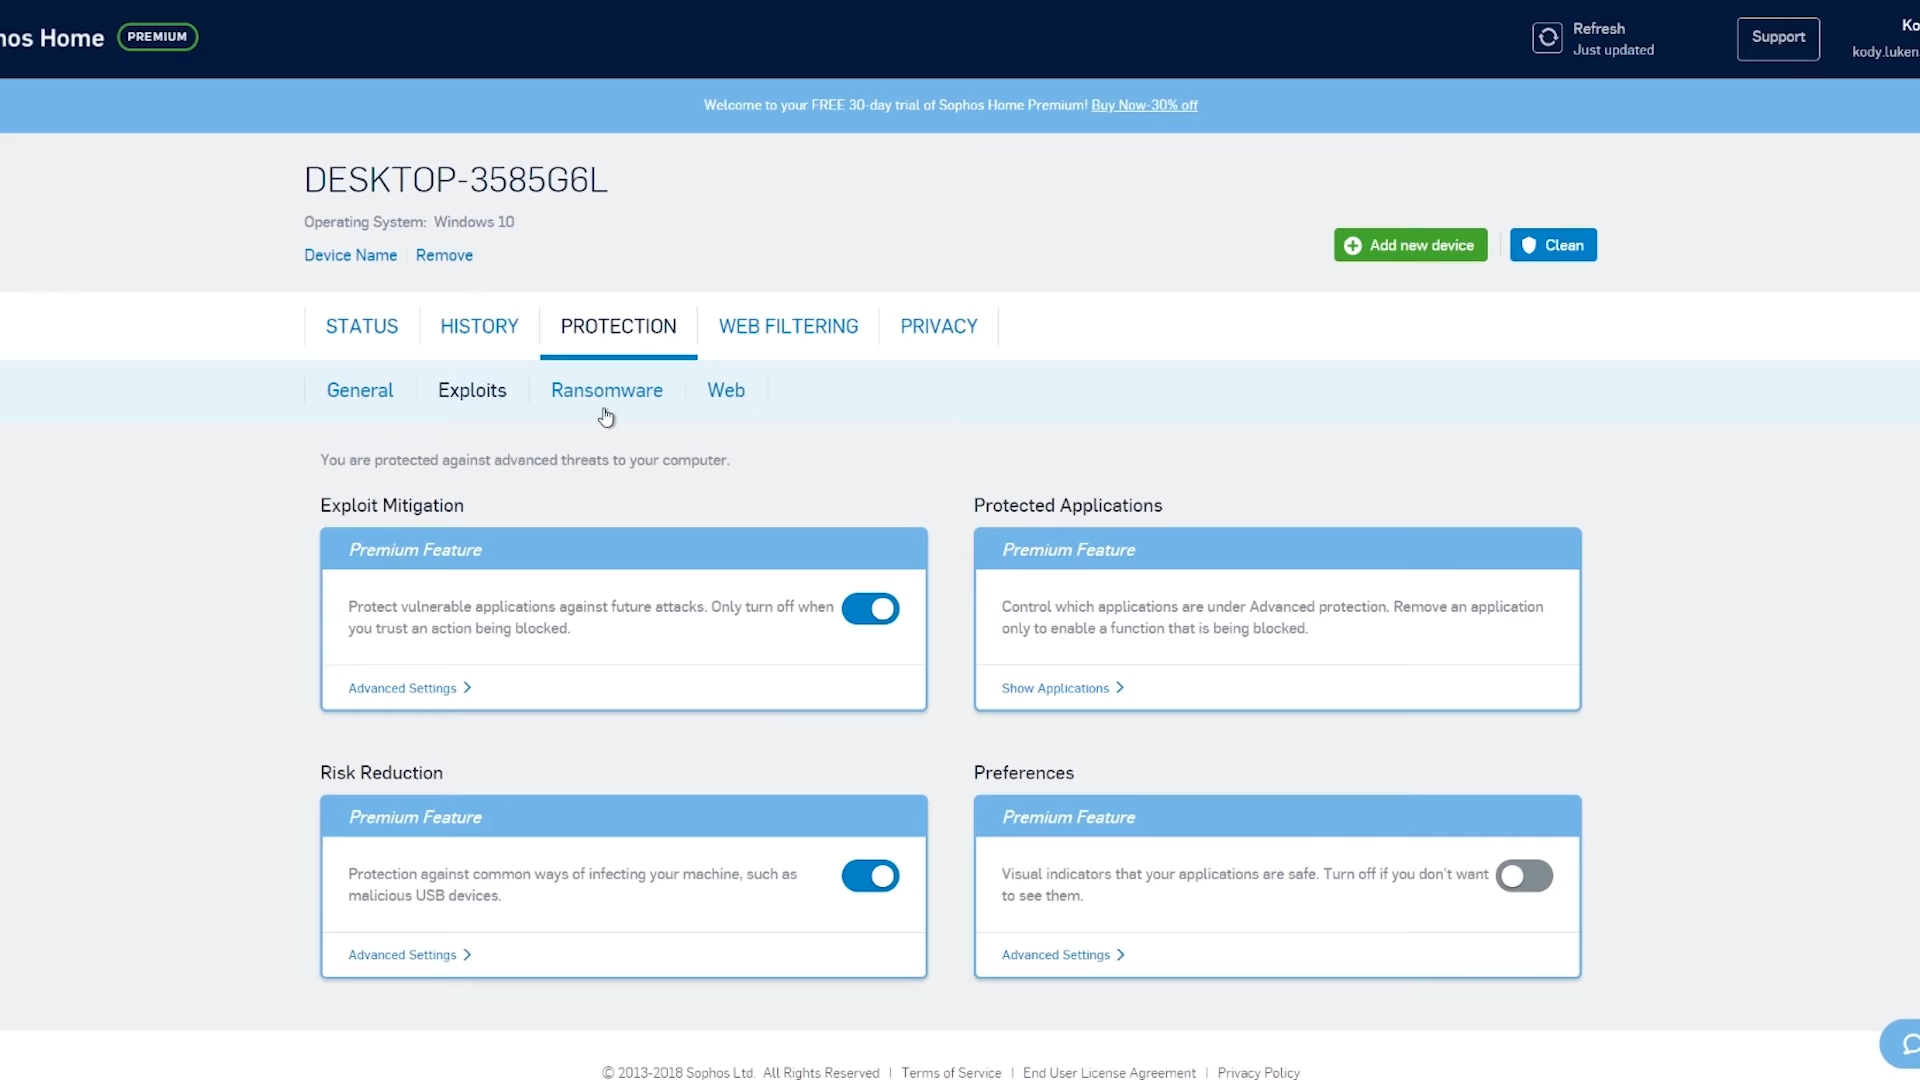 Home PREMIUM
Refresh
Just updated
Support
Welcome to your FREE 30-day trial of Sophos Home Premium! Buy Now-30% off
DESKTOP-3585G6L
Operating System: Windows 10
Device Name Remove
Add new device
Clean
STATUS HISTORY PROTECTION WEB FILTERING PRIVACY
General Exploits Ransomware Web
You are protected against advanced threats to your computer.
Exploit Mitigation
Premium Feature
Protect vulnerable applications against future attacks. Only turn off when
you trust an action being blocked.
Advanced Settings
Protected Applications
Premium Feature
Control which applications are under Advanced protection. Remove an application
only to enable a function that is being blocked.
Show Applications
Risk Reduction
Premium Feature
Protection against common ways of infecting your machine, such as
malicious USB devices.
Advanced Settings
Preferences
Premium Feature
Visual indicators that your applications are safe. Turn off if you don't want
to see them.
Advanced Settings
© 2013-2018 Sophos Ltd. All Rights Reserved | Terms of Service | End User License Agreement | Privacy Policy